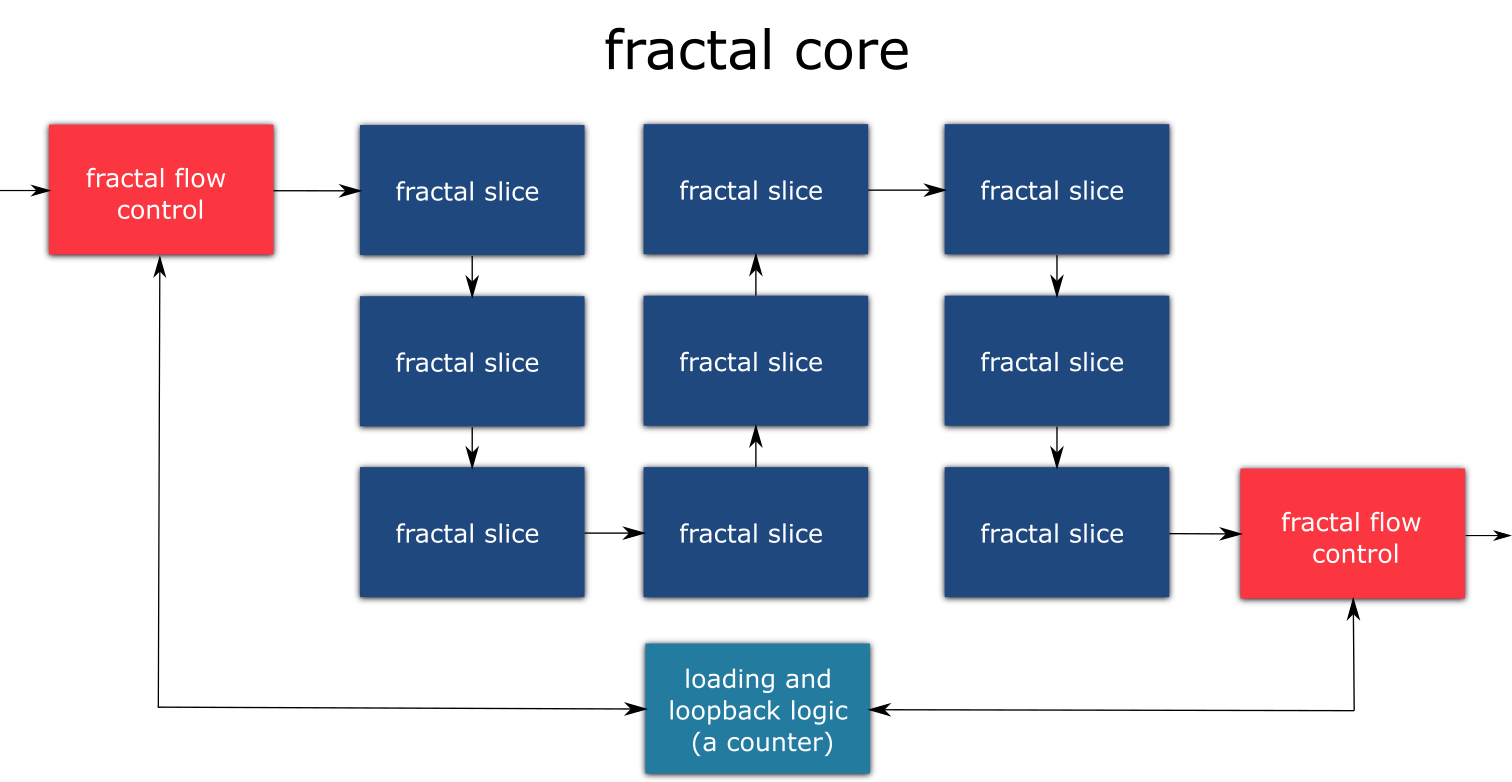 fractal core
fractal flow
control
fractal slice
fractal slice
fractal slice
fractal slice
fractal slice
fractal slice
fractal slice
fractal slice
fractal slice
fractal flow
control
loading and
loopback logic
(a counter)